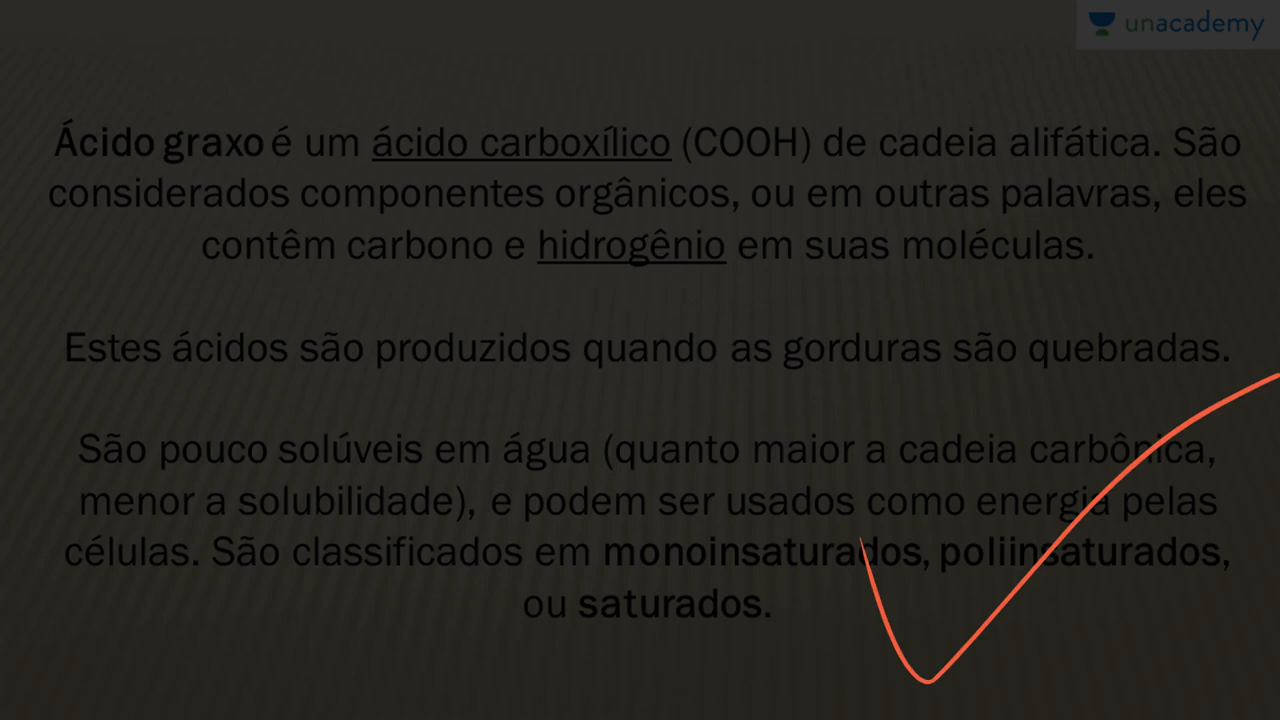 unacademy
Ácido graxo é um ácido carboxílico (COOH) de cadeia alifática. São
considerados componentes orgânicos, ou em outras palavras, eles
contêm carbono e hidrogênio em suas moléculas.
Estes ácidos são produzidos quando as gorduras são quebradas.
São pouco solúveis em água (quanto maior a cadeia carbônica,
menor a solubilidade), e podem ser usados como energia pelas
células. São classificados em monoinsaturados, poliinsaturados,
ou saturados.